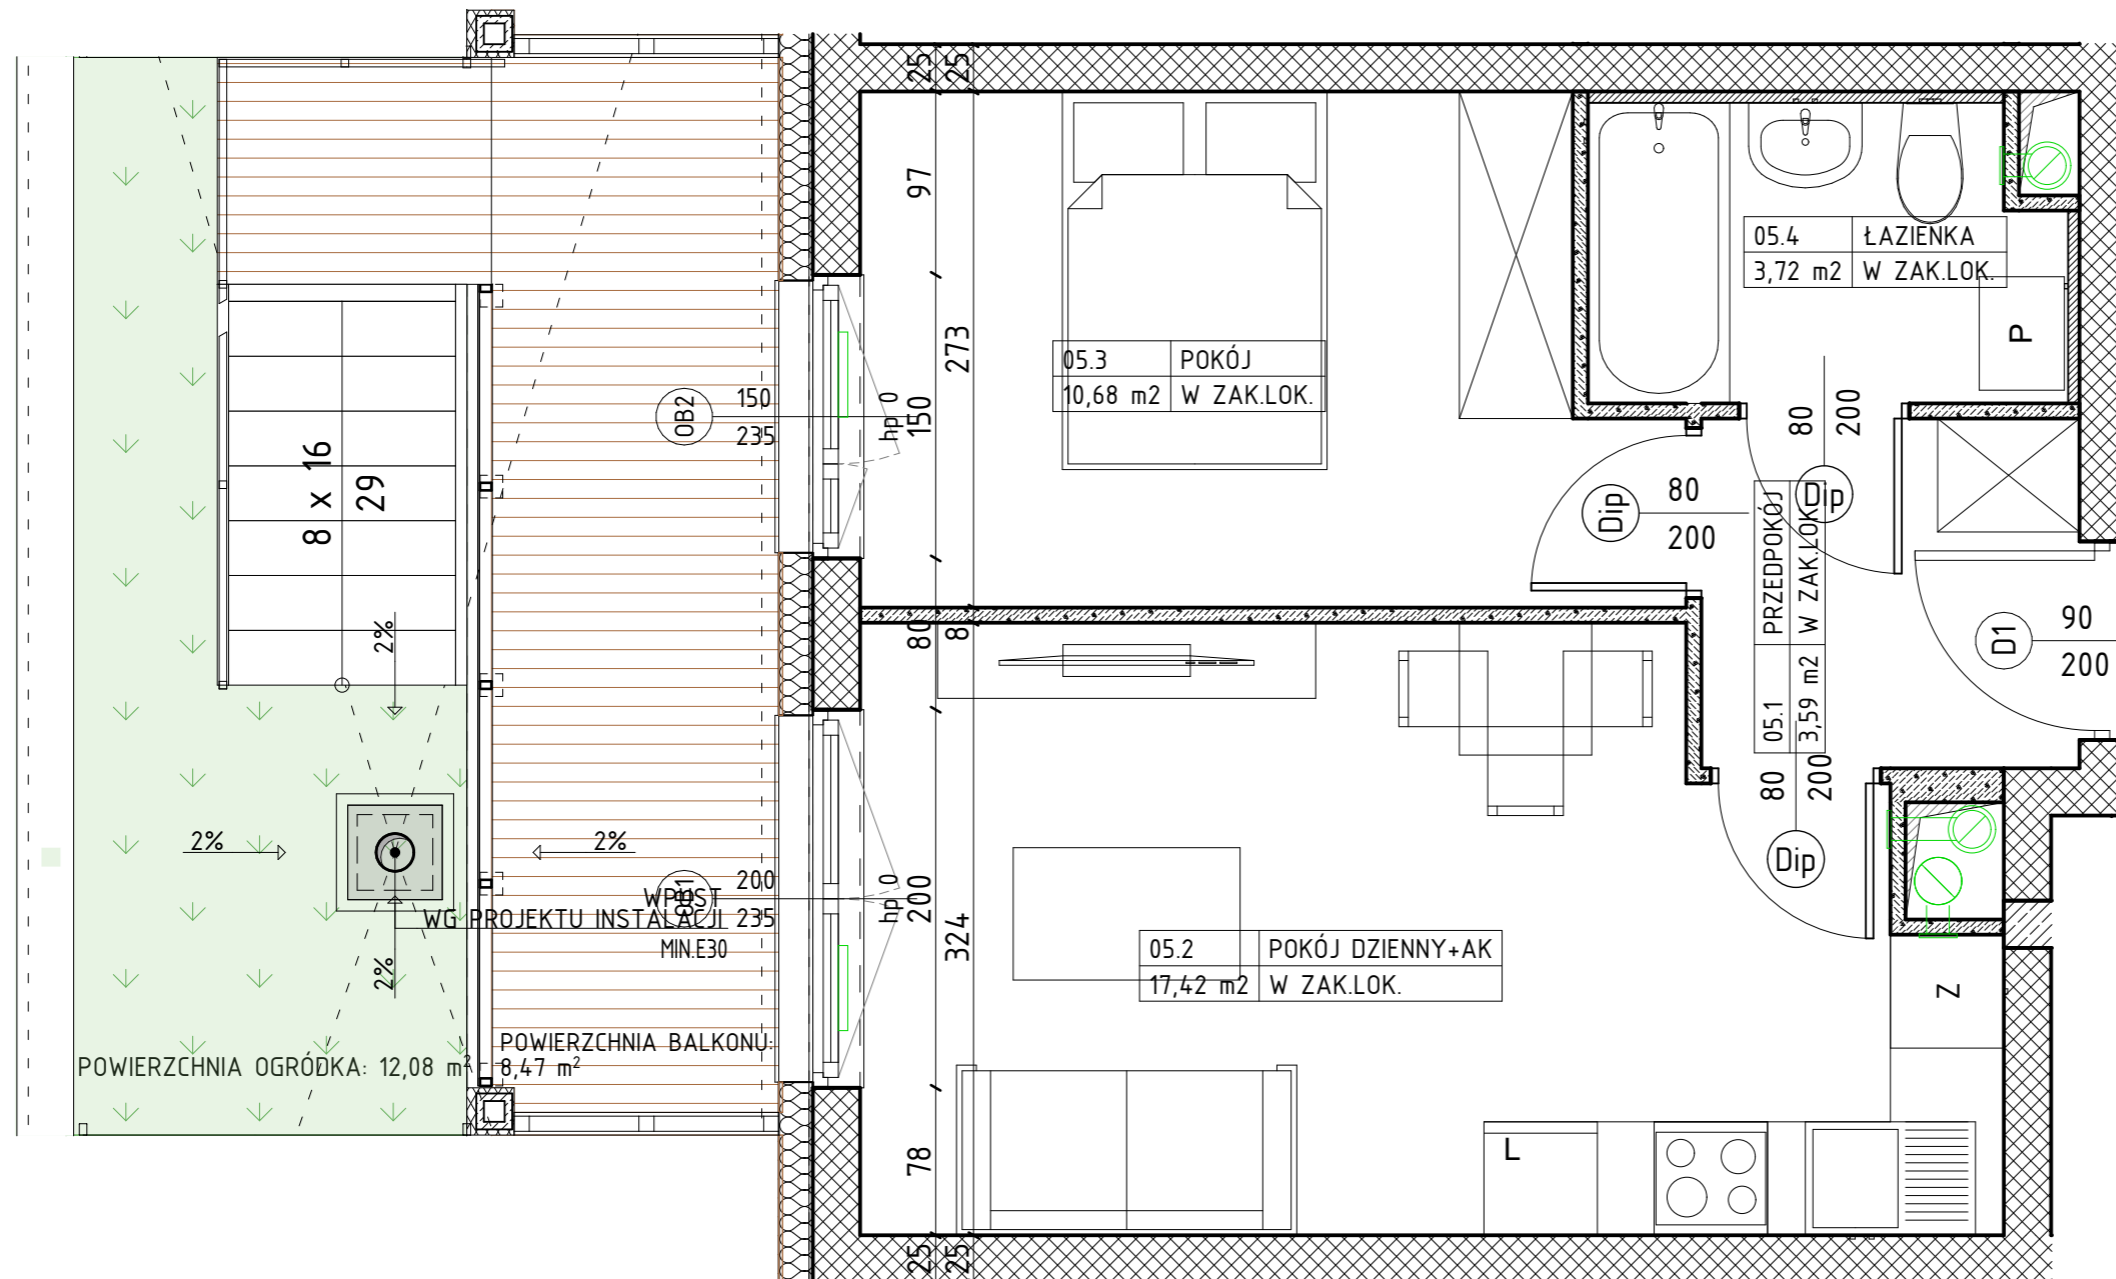 25
25
97
273
150
hp 0
80
8
200
hp 0
324
78
25
25
8 x 16
29
2%
2%
2%
2%
OB2
150
235
200
235
WPUST
WG PROJEKTU INSTALACJI
MIN.E30
POWIERZCHNIA OGRÓDKA: 12,08 m²
POWIERZCHNIA BALKONU:
8,47 m²
05.3 POKÓJ
10,68 m2 W ZAK.LOK.
05.4 ŁAZIENKA
3,72 m2 W ZAK.LOK.
P
80
200
Dip
Dip
80
200
05.1 PRZEDPOKÓJ
3,59 m2 W ZAK.LOK.
D1
90
200
80
200
Dip
05.2 POKÓJ DZIENNY+AK
17,42 m2 W ZAK.LOK.
Z
L